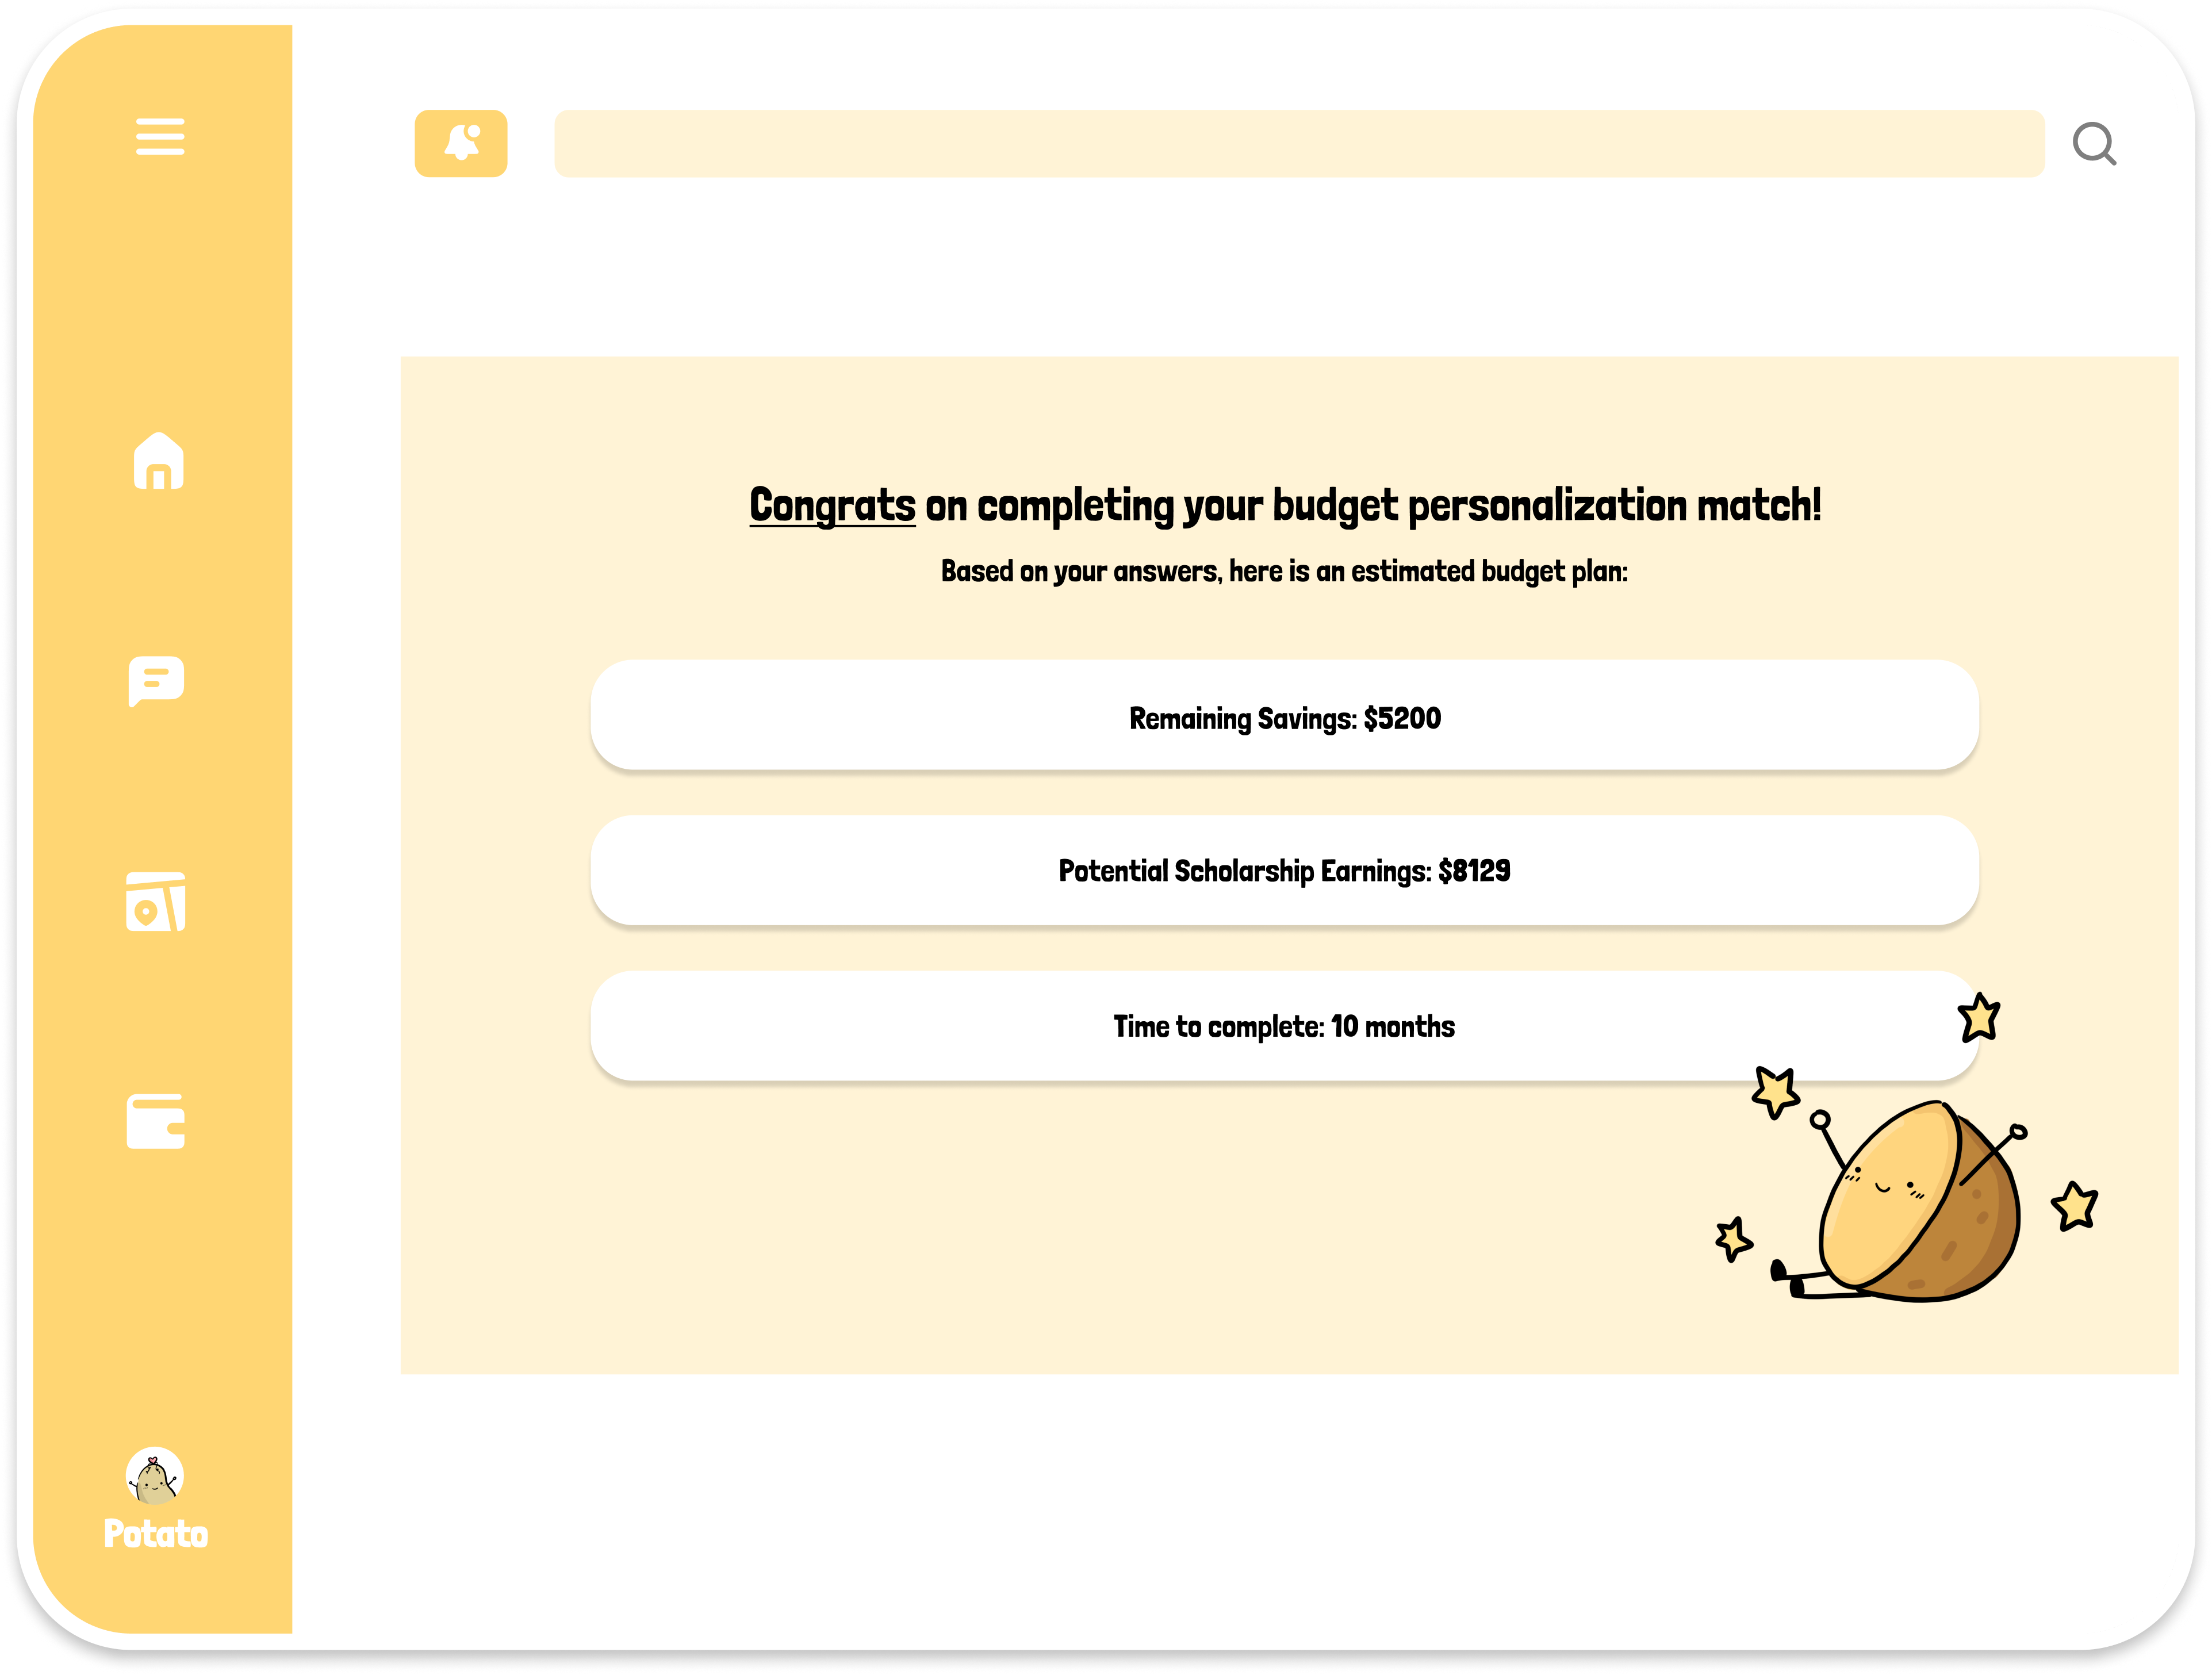 Congrats on completing your budget personalization match!
Based on your answers, here is an estimated budget plan:
Remaining Savings: $5200
Potential Scholarship Earnings: $8129
Time to complete: 10 months
Potato